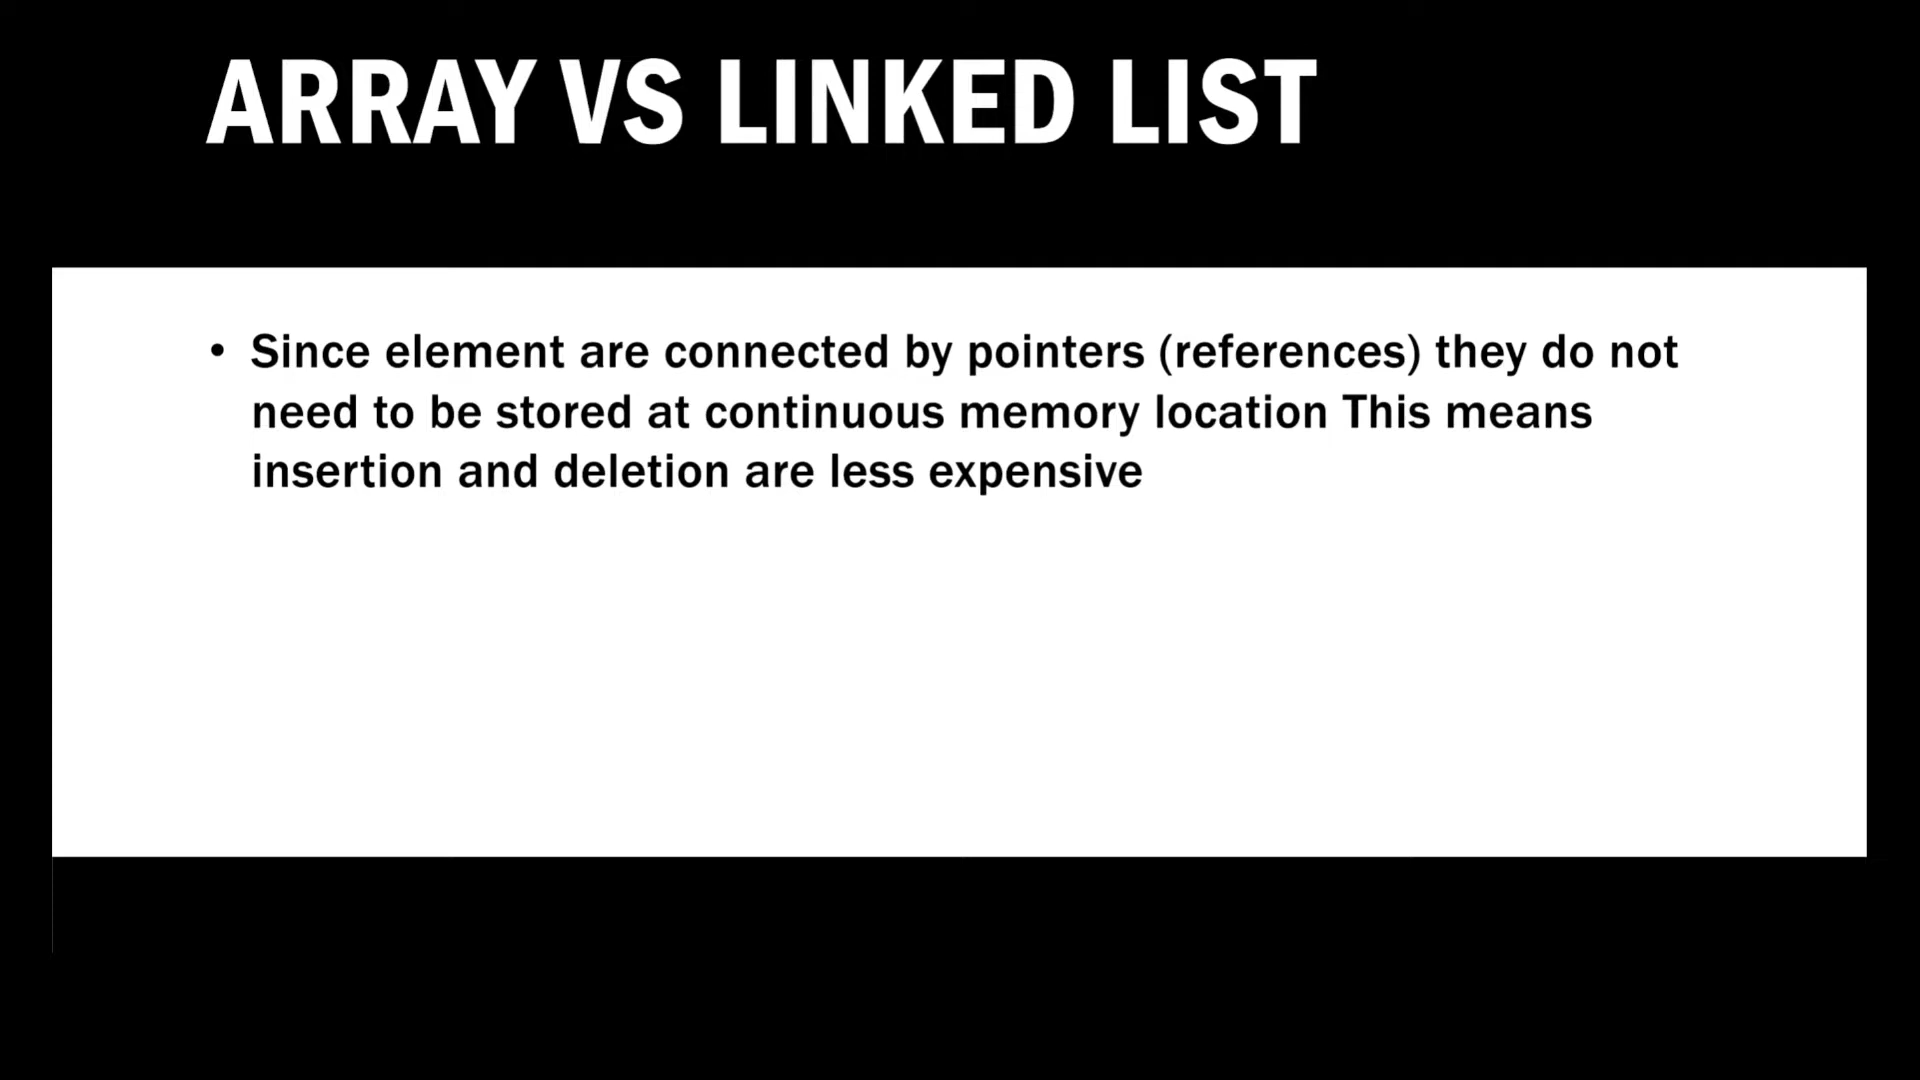 ARRAY VS LINKED LIST
• Since element are connected by pointers (references) they do not
need to be stored at continuous memory location This means
insertion and deletion are less expensive